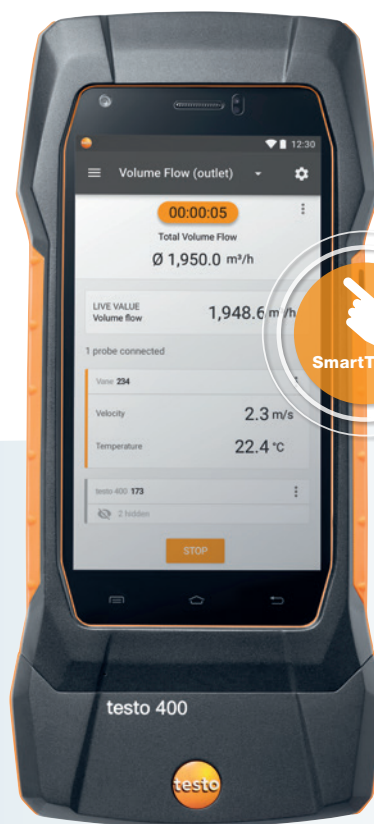 12:30
Volume Flow (outlet)
00:00:05
Total Volume Flow
Ø 1,950.0 m³/h
LIVE VALUE
Volume flow
1,948.6 m³/h
1 probe connected
Vane 234
Velocity 2.3 m/s
Temperature 22.4 °C
testo 400 173
2 hidden
STOP
SmartT
testo 400
testo